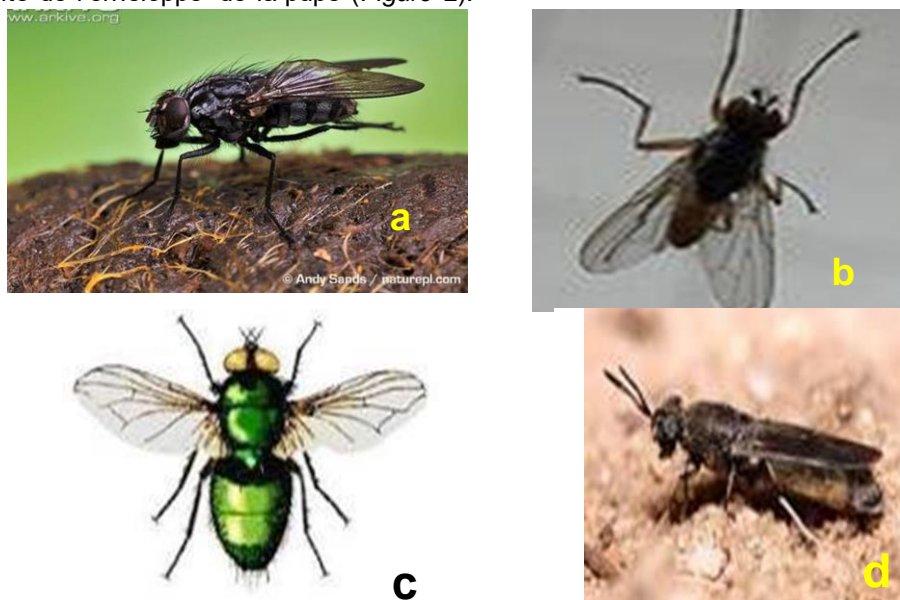 de l'enveloppe de la pupe (Figure 2).
www.arkive.org
a
© Andy Sands / naturepl.com
b
c
d